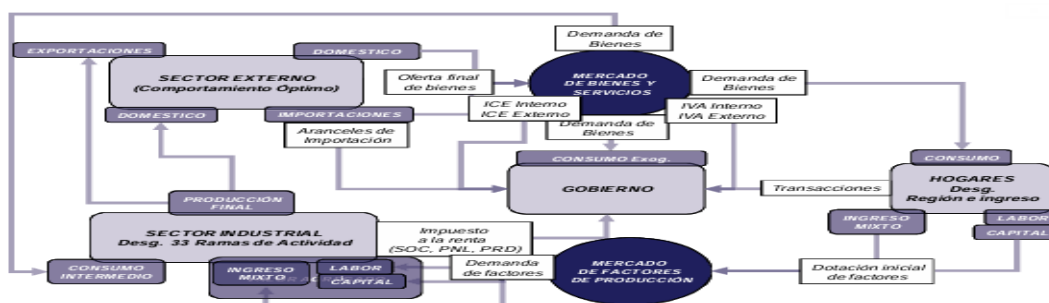 Demanda de
Bienes
EXPORTACIONES
DOMESTICO
SECTOR EXTERNO
(Comportamiento Óptimo)
DOMESTICO
IMPORTACIONES
Oferta final
de bienes
MERCADO
DE BIENES Y
SERVICIOS
Demanda de
Bienes
ICE Interno
ICE Externo
IVA Interno
IVA Externo
Demanda de
Bienes
Aranceles de
Importación
CONSUMO Exog.
GOBIERNO
CONSUMO
HOGARES
Desg.
Región e ingreso
Transacciones
INGRESO
MIXTO
LABOR
CAPITAL
PRODUCCIÓN
FINAL
SECTOR INDUSTRIAL
Desg. 33 Ramas de Actividad
Impuesto
a la renta
(SOC, PNL, PRD)
CONSUMO
INTERMEDIO
INGRESO
MIXTO
LABOR
CAPITAL
Demanda
de factores
MERCADO
DE FACTORES
DE PRODUCCIÓN
Dotación inicial
de factores